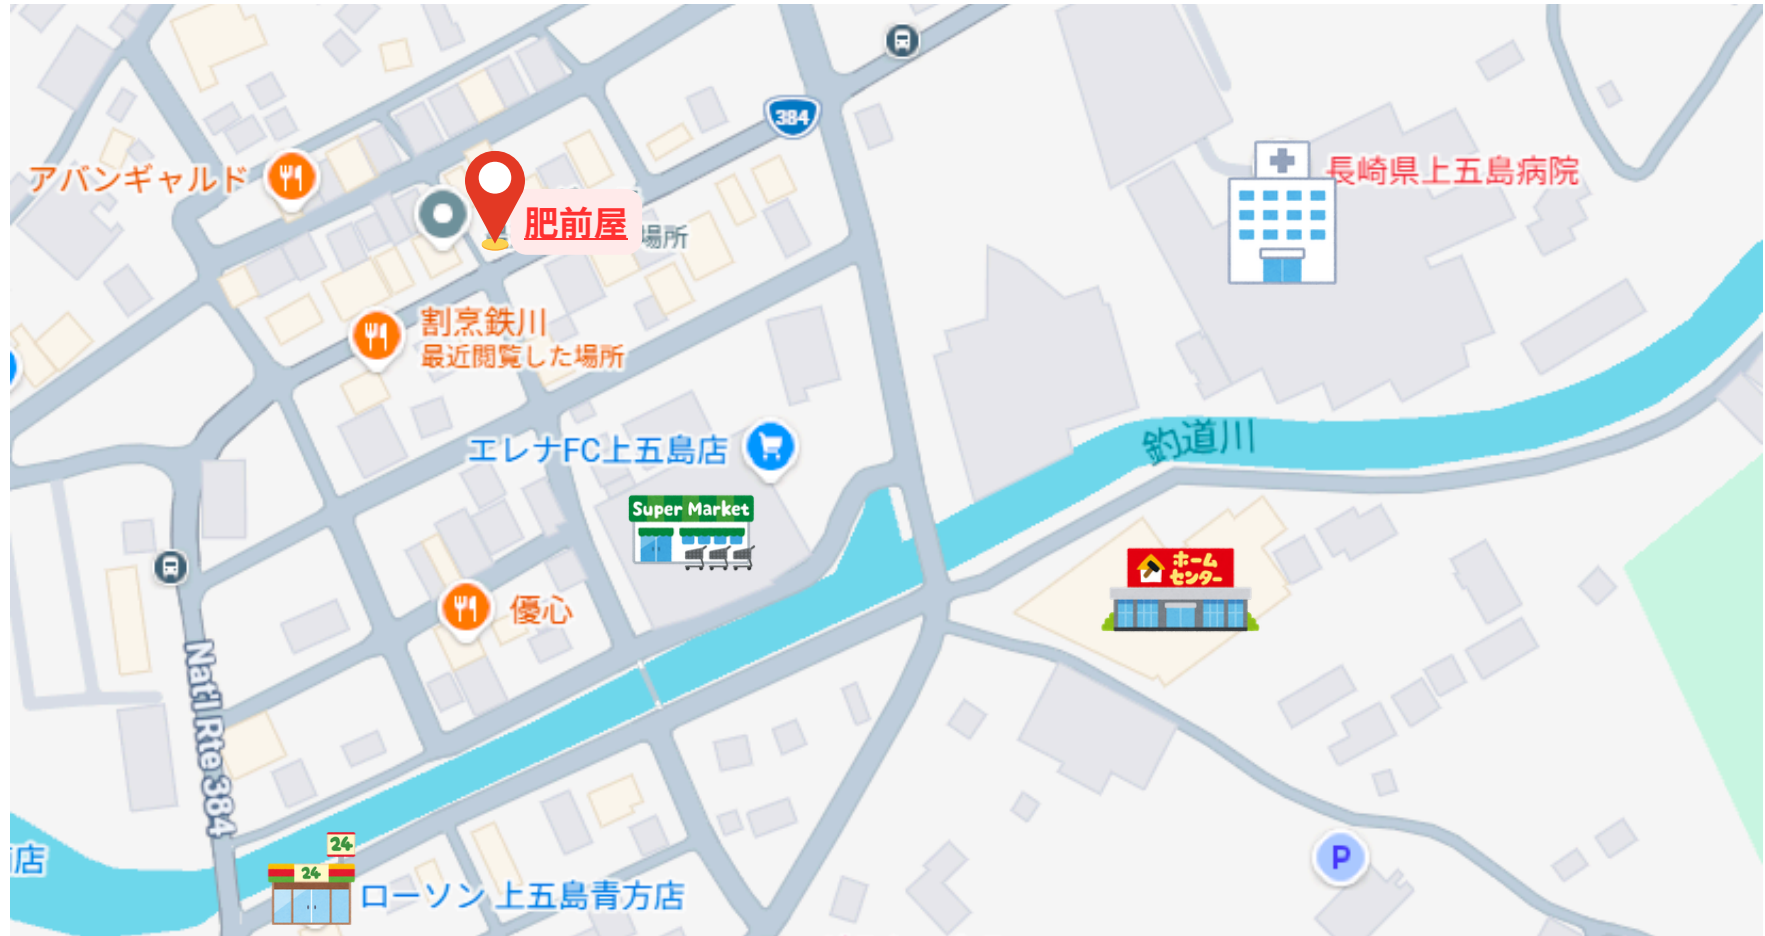 384
アバンギャルド
肥前屋
場所
長崎県上五島病院
割烹鉄川
最近閲覧した場所
エレナFC上五島店
釣道川
Super Market
ホーム
センター
優心
Nat'l Rte 384
24
24
店
ローソン 上五島青方店
P